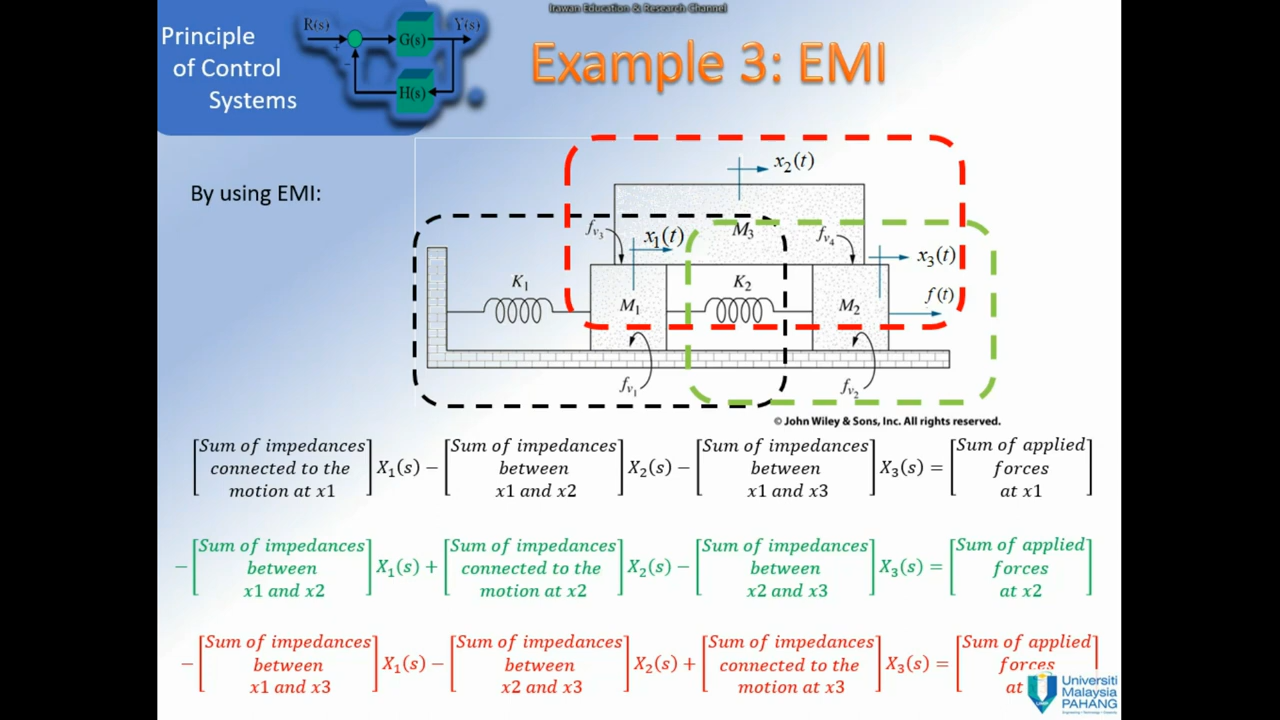 Irawan Education & Research Channel
Principle
of Control
Systems
R(s)
+
−
G(s)
Y(s)
H(s)
Example 3: EMI
By using EMI:
x2(t)
fv3
x1(t)
M3
fv4
x3(t)
K1
K2
f(t)
M1
M2
fv1
fv2
© John Wiley & Sons, Inc. All rights reserved.
[Sum of impedances connected to the motion at x1] X1(s) − [Sum of impedances between x1 and x2] X2(s) − [Sum of impedances between x1 and x3] X3(s) = [Sum of applied forces at x1]
− [Sum of impedances between x1 and x2] X1(s) + [Sum of impedances connected to the motion at x2] X2(s) − [Sum of impedances between x2 and x3] X3(s) = [Sum of applied forces at x2]
− [Sum of impedances between x1 and x3] X1(s) − [Sum of impedances between x2 and x3] X2(s) + [Sum of impedances connected to the motion at x3] X3(s) = [Sum of applied forces at
Universiti
Malaysia
PAHANG